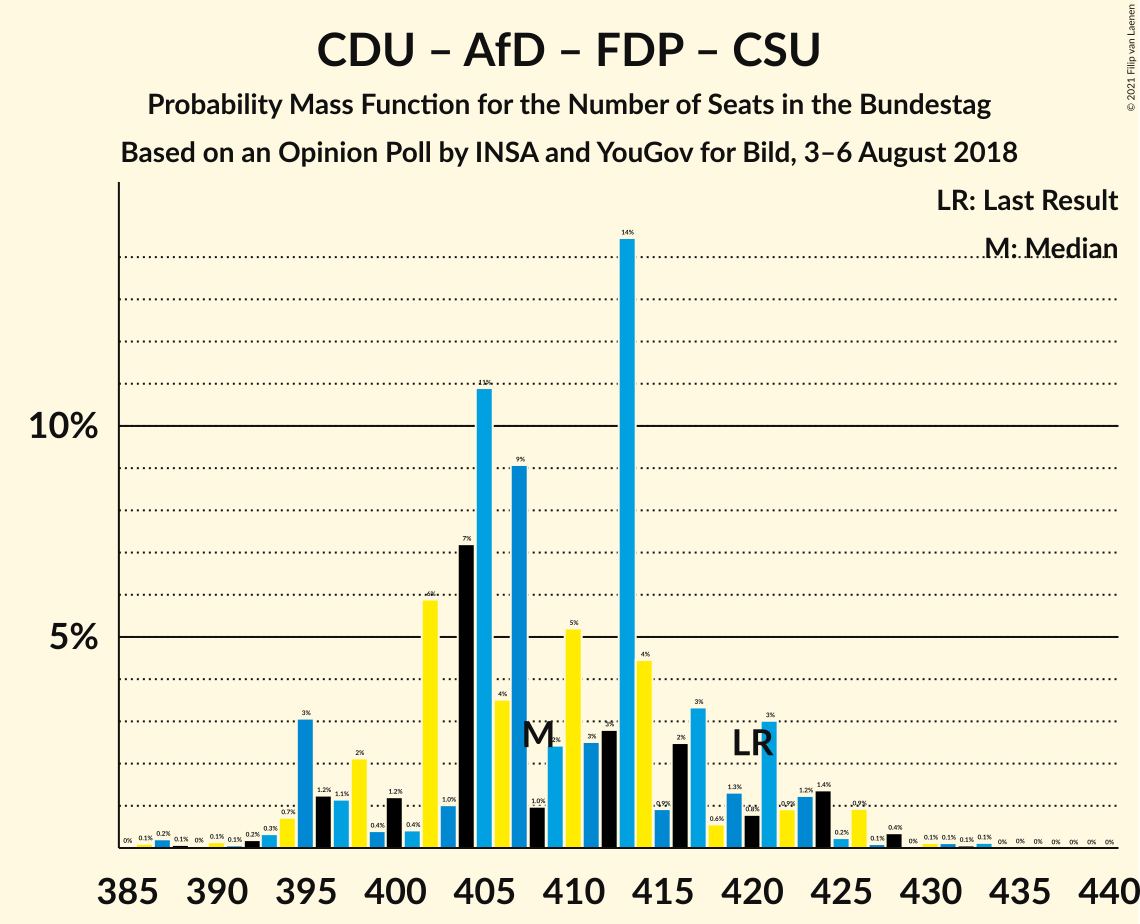 CDU – AfD – FDP – CSU
Probability Mass Function for the Number of Seats in the Bundestag
Based on an Opinion Poll by INSA and YouGov for Bild, 3–6 August 2018
© 2021 Filip van Laenen
LR: Last Result
M: Median
10%
5%
0% 0.1% 0.2% 0.1% 0% 0.1% 0.1% 0.2% 0.3% 0.7% 3% 1.2% 1.1% 2% 0.4% 1.2% 0.4% 6% 1.0% 7% 11% 4% 9% 1.0% 2% 5% 3% 3% 14% 4% 0.9% 2% 3% 0.6% 1.3% 0.8% 3% 0.9% 1.2% 1.4% 0.2% 0.9% 0.1% 0.4% 0% 0.1% 0.1% 0.1% 0.1% 0% 0% 0% 0% 0% 0% 0%
M
LR
385 390 395 400 405 410 415 420 425 430 435 440